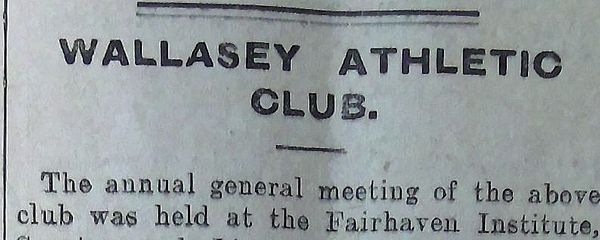 WALLASEY ATHLETIC
CLUB.
The annual general meeting of the above
club was held at the Fairhaven Institute,